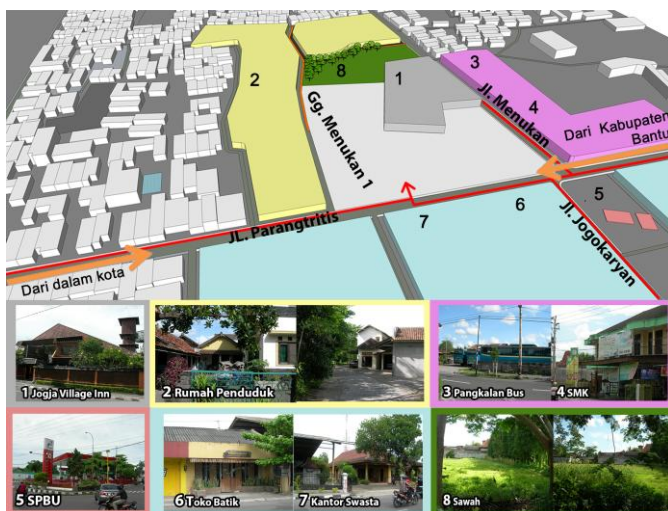 2
8
1
3
4
Jl. Menukan
Dari Kabupaten
Bantu
Gg. Menukan 1
5
6
7
JL. Parangtritis
Jl. Jogokaryan
Dari dalam kota
1 Jogja Village Inn
2 Rumah Penduduk
3 Pangkalan Bus
4 SMK
5 SPBU
6 Toko Batik
7 Kantor Swasta
8 Sawah